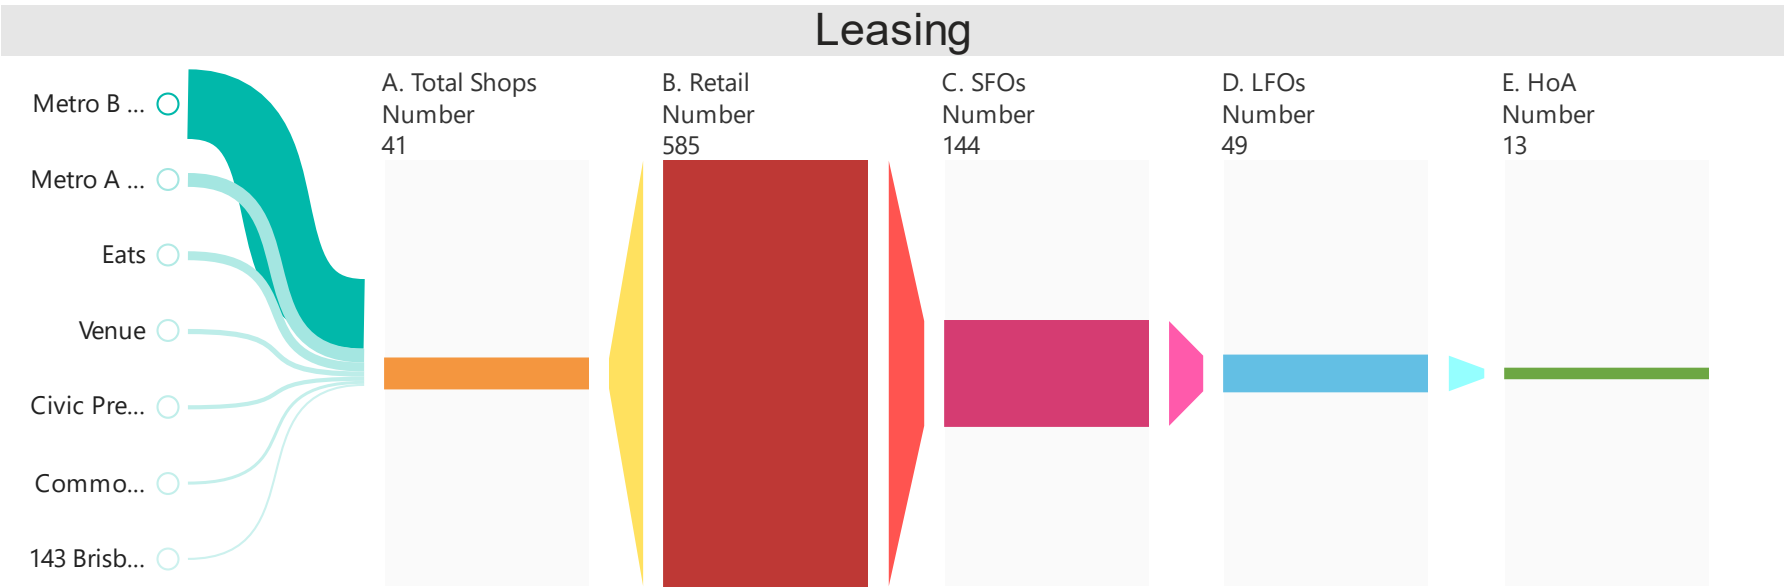 Leasing
Metro B ...
Metro A ...
Eats
Venue
Civic Pre...
Commo...
143 Brisb...
A. Total Shops
Number
41
B. Retail
Number
585
C. SFOs
Number
144
D. LFOs
Number
49
E. HoA
Number
13